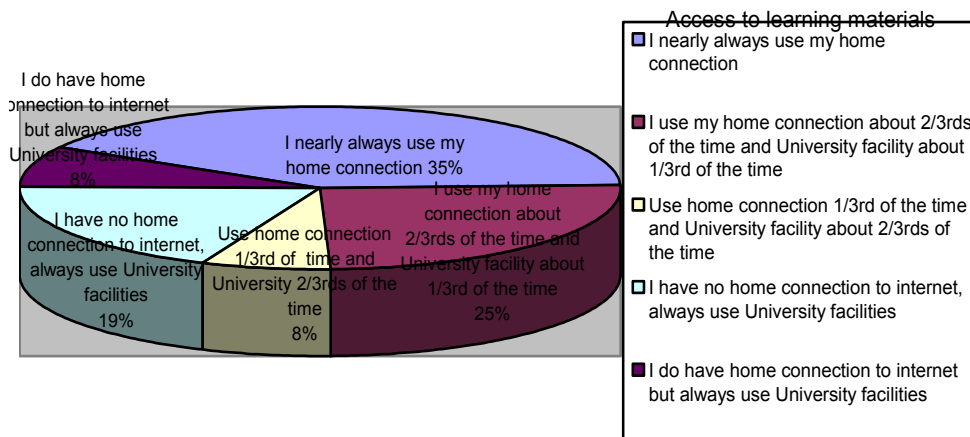 Access to learning materials
I do have home
onnection to internet
but always use
University facilities
8%
I nearly always use my
home connection 35%
I use my home
connection about
2/3rds of the time and
University facility about
1/3rd of the time
25%
Use home connection
1/3rd of  time and
University 2/3rds of the
time
8%
I have no home
connection to internet,
always use University
facilities
19%
I nearly always use my home
connection
I use my home connection about 2/3rds
of the time and University facility about
1/3rd of the time
Use home connection 1/3rd of the time
and University facility about 2/3rds of
the time
I have no home connection to internet,
always use University facilities
I do have home connection to internet
but always use University facilities